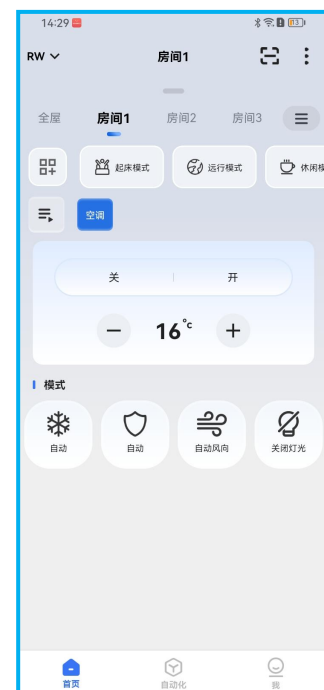 14:29
RW 房间1
全屋 房间1 房间2 房间3
起床模式 运行模式 休闲
空调
关 开
16°c
模式
自动 自动 自动风向 关闭灯光
首页 自动化 我